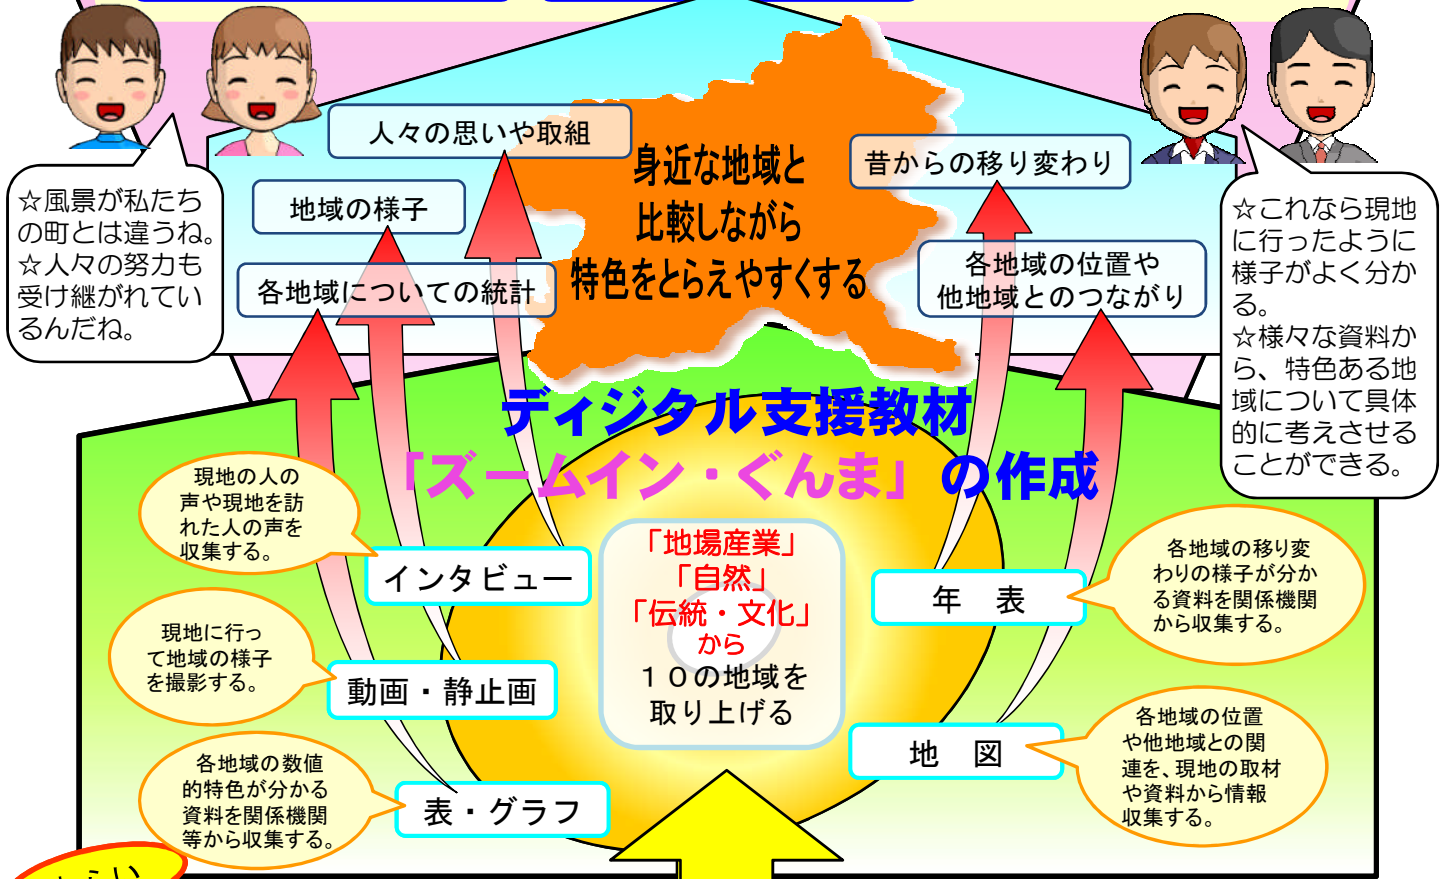 人々の思いや取組
地域の様子
各地域についての統計
身近な地域と
比較しながら
特色をとらえやすくする
昔からの移り変わり
各地域の位置や
他地域とのつながり
☆風景が私たち
の町とは違うね。
☆人々の努力も
受け継がれてい
るんだね。
☆これなら現地
に行ったように
様子がよく分か
る。
☆様々な資料か
ら、特色ある地
域について具体
的に考えさせる
ことができる。
ディジタル支援教材
「ズームイン・ぐんま」の作成
現地の人の
声や現地を訪
れた人の声を
収集する。
インタビュー
現地に行っ
て地域の様子
を撮影する。
動画・静止画
各地域の数値
的特色が分かる
資料を関係機関
等から収集する。
表・グラフ
「地場産業」
「自然」
「伝統・文化」
から
１０の地域を
取り上げる
年　表
各地域の移り変
わりの様子が分か
る資料を関係機関
から収集する。
地　図
各地域の位置
や他地域との関
連を、現地の取材
や資料から情報
収集する。